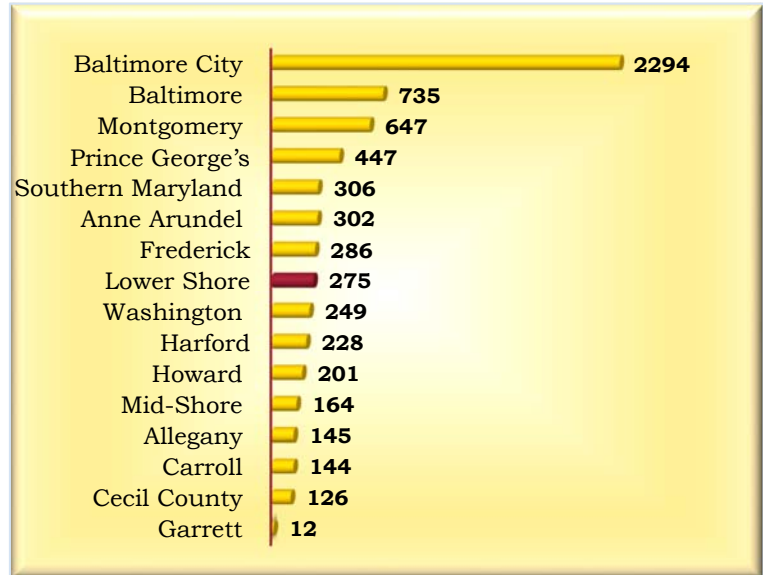 Baltimore City 2294
Baltimore 735
Montgomery 647
Prince George’s 447
Southern Maryland 306
Anne Arundel 302
Frederick 286
Lower Shore 275
Washington 249
Harford 228
Howard 201
Mid-Shore 164
Allegany 145
Carroll 144
Cecil County 126
Garrett 12